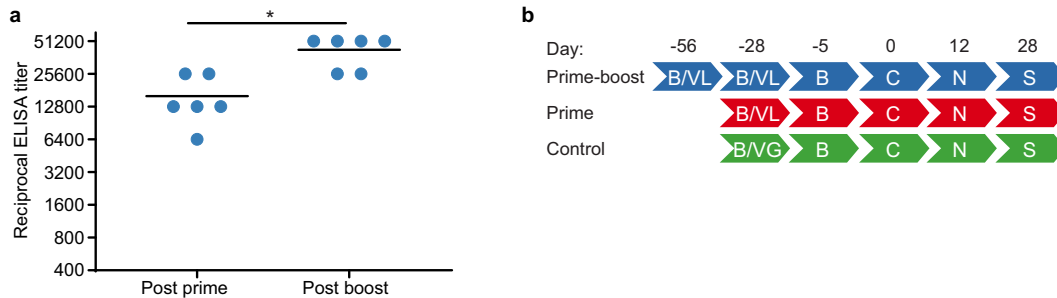 a
*
Reciprocal ELISA titer
51200
25600
12800
6400
3200
1600
800
400
Post prime
Post boost
b
Day: -56 -28 -5 0 12 28
Prime-boost B/VL B/VL B C N S
Prime B/VL B C N S
Control B/VG B C N S